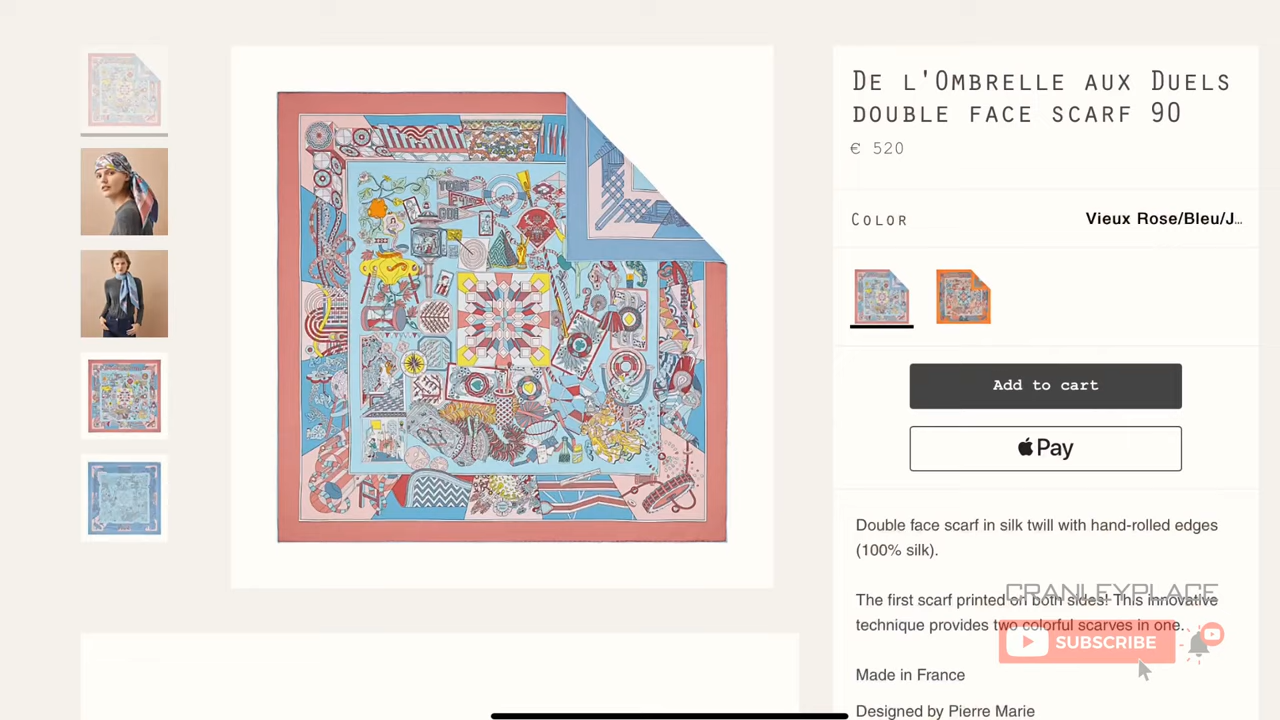 De l'Ombrelle aux Duels
double face scarf 90
€ 520
Color
Vieux Rose/Bleu/J…
Add to cart
Pay
Double face scarf in silk twill with hand-rolled edges
(100% silk).
CRANLEYPLACE
The first scarf printed on both sides! This innovative
technique provides two colorful scarves in one.
SUBSCRIBE
Made in France
Designed by Pierre Marie